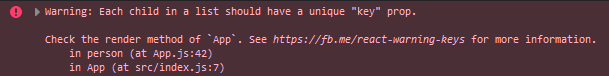 Warning: Each child in a list should have a unique "key" prop.
Check the render method of `App`. See https://fb.me/react-warning-keys for more information.
in person (at App.js:42)
in App (at src/index.js:7)